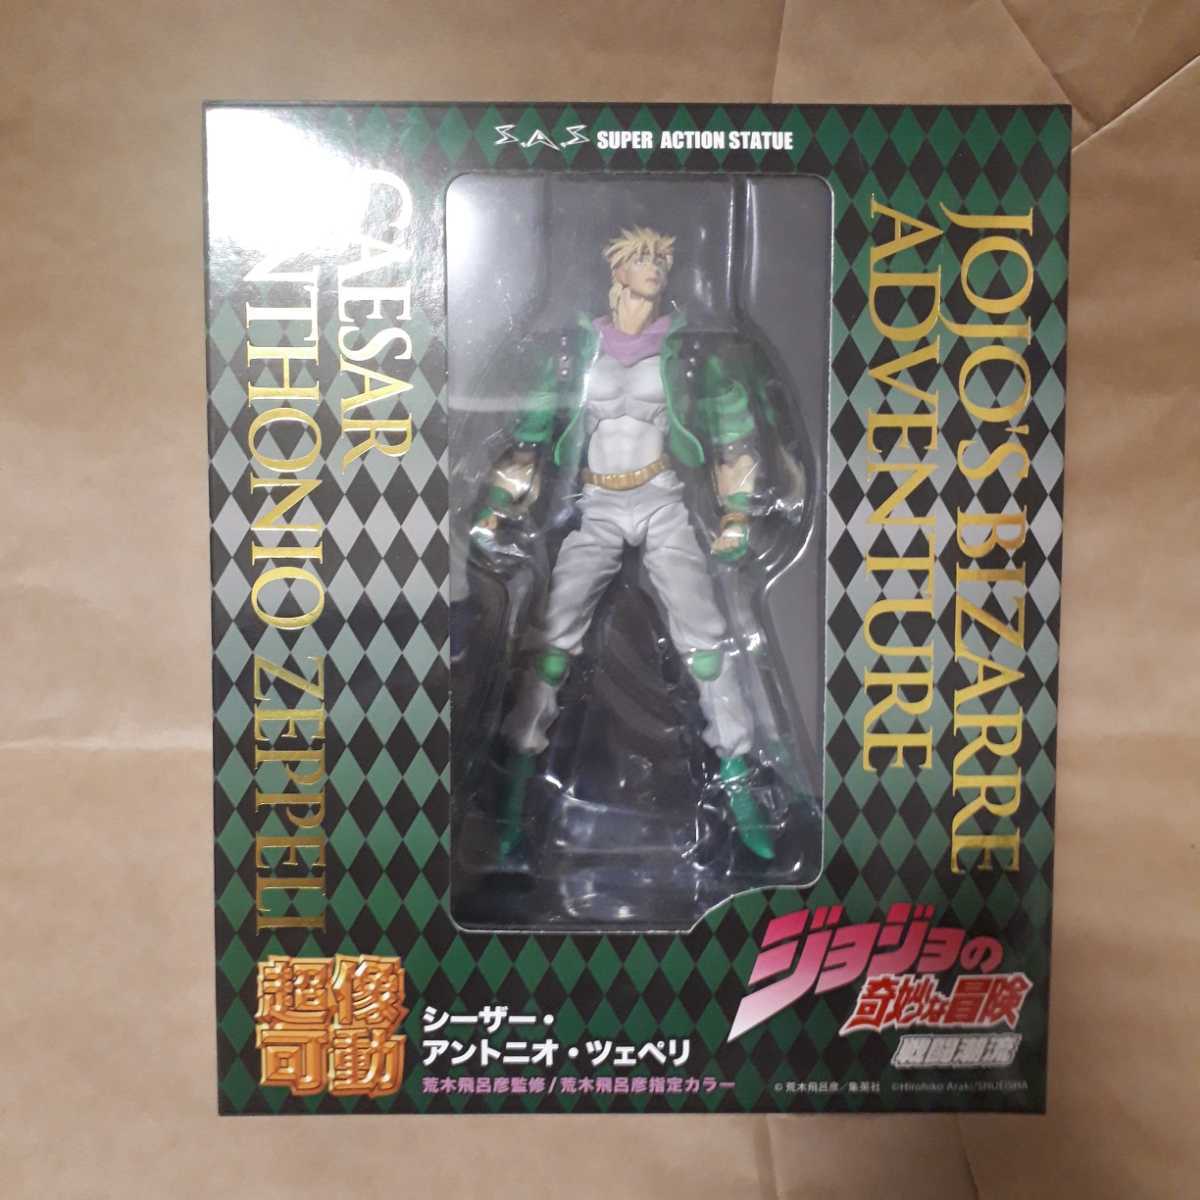 S.A.S SUPER ACTION STATUE
CAESAR
NTHONIO ZEPPELI
JOJO'S BIZARRE
ADVENTURE
超像
可動
シーザー・
アントニオ・ツェペリ
荒木飛呂彦監修/荒木飛呂彦指定カラー
ジョジョの
奇妙な冒険
戦闘潮流
©荒木飛呂彦/集英社 ©Hirohiko Araki/SHUEISHA